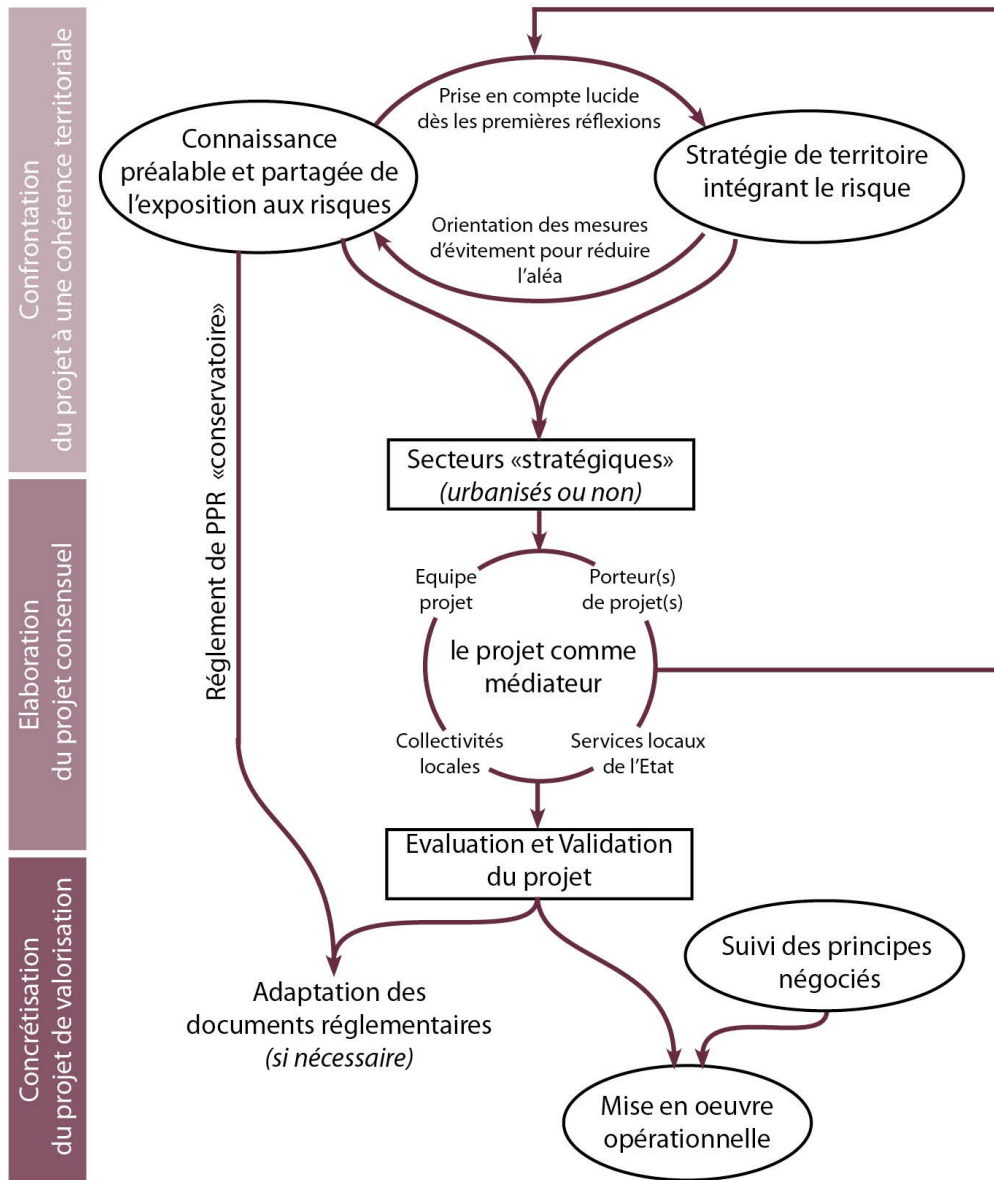 Confrontation
du projet à une cohérence territoriale
Prise en compte lucide
dès les premières réflexions
Connaissance
préalable et partagée de
l'exposition aux risques
Stratégie de territoire
intégrant le risque
Orientation des mesures
d'évitement pour réduire
l'aléa
Réglement de PPR «conservatoire»
Secteurs «stratégiques»
(urbanisés ou non)
Elaboration
du projet consensuel
Equipe
projet
Porteur(s)
de projet(s)
le projet comme
médiateur
Collectivités
locales
Services locaux
de l'Etat
Evaluation et Validation
du projet
Concrétisation
du projet de valorisation
Suivi des principes
négociés
Adaptation des
documents réglementaires
(si nécessaire)
Mise en oeuvre
opérationnelle